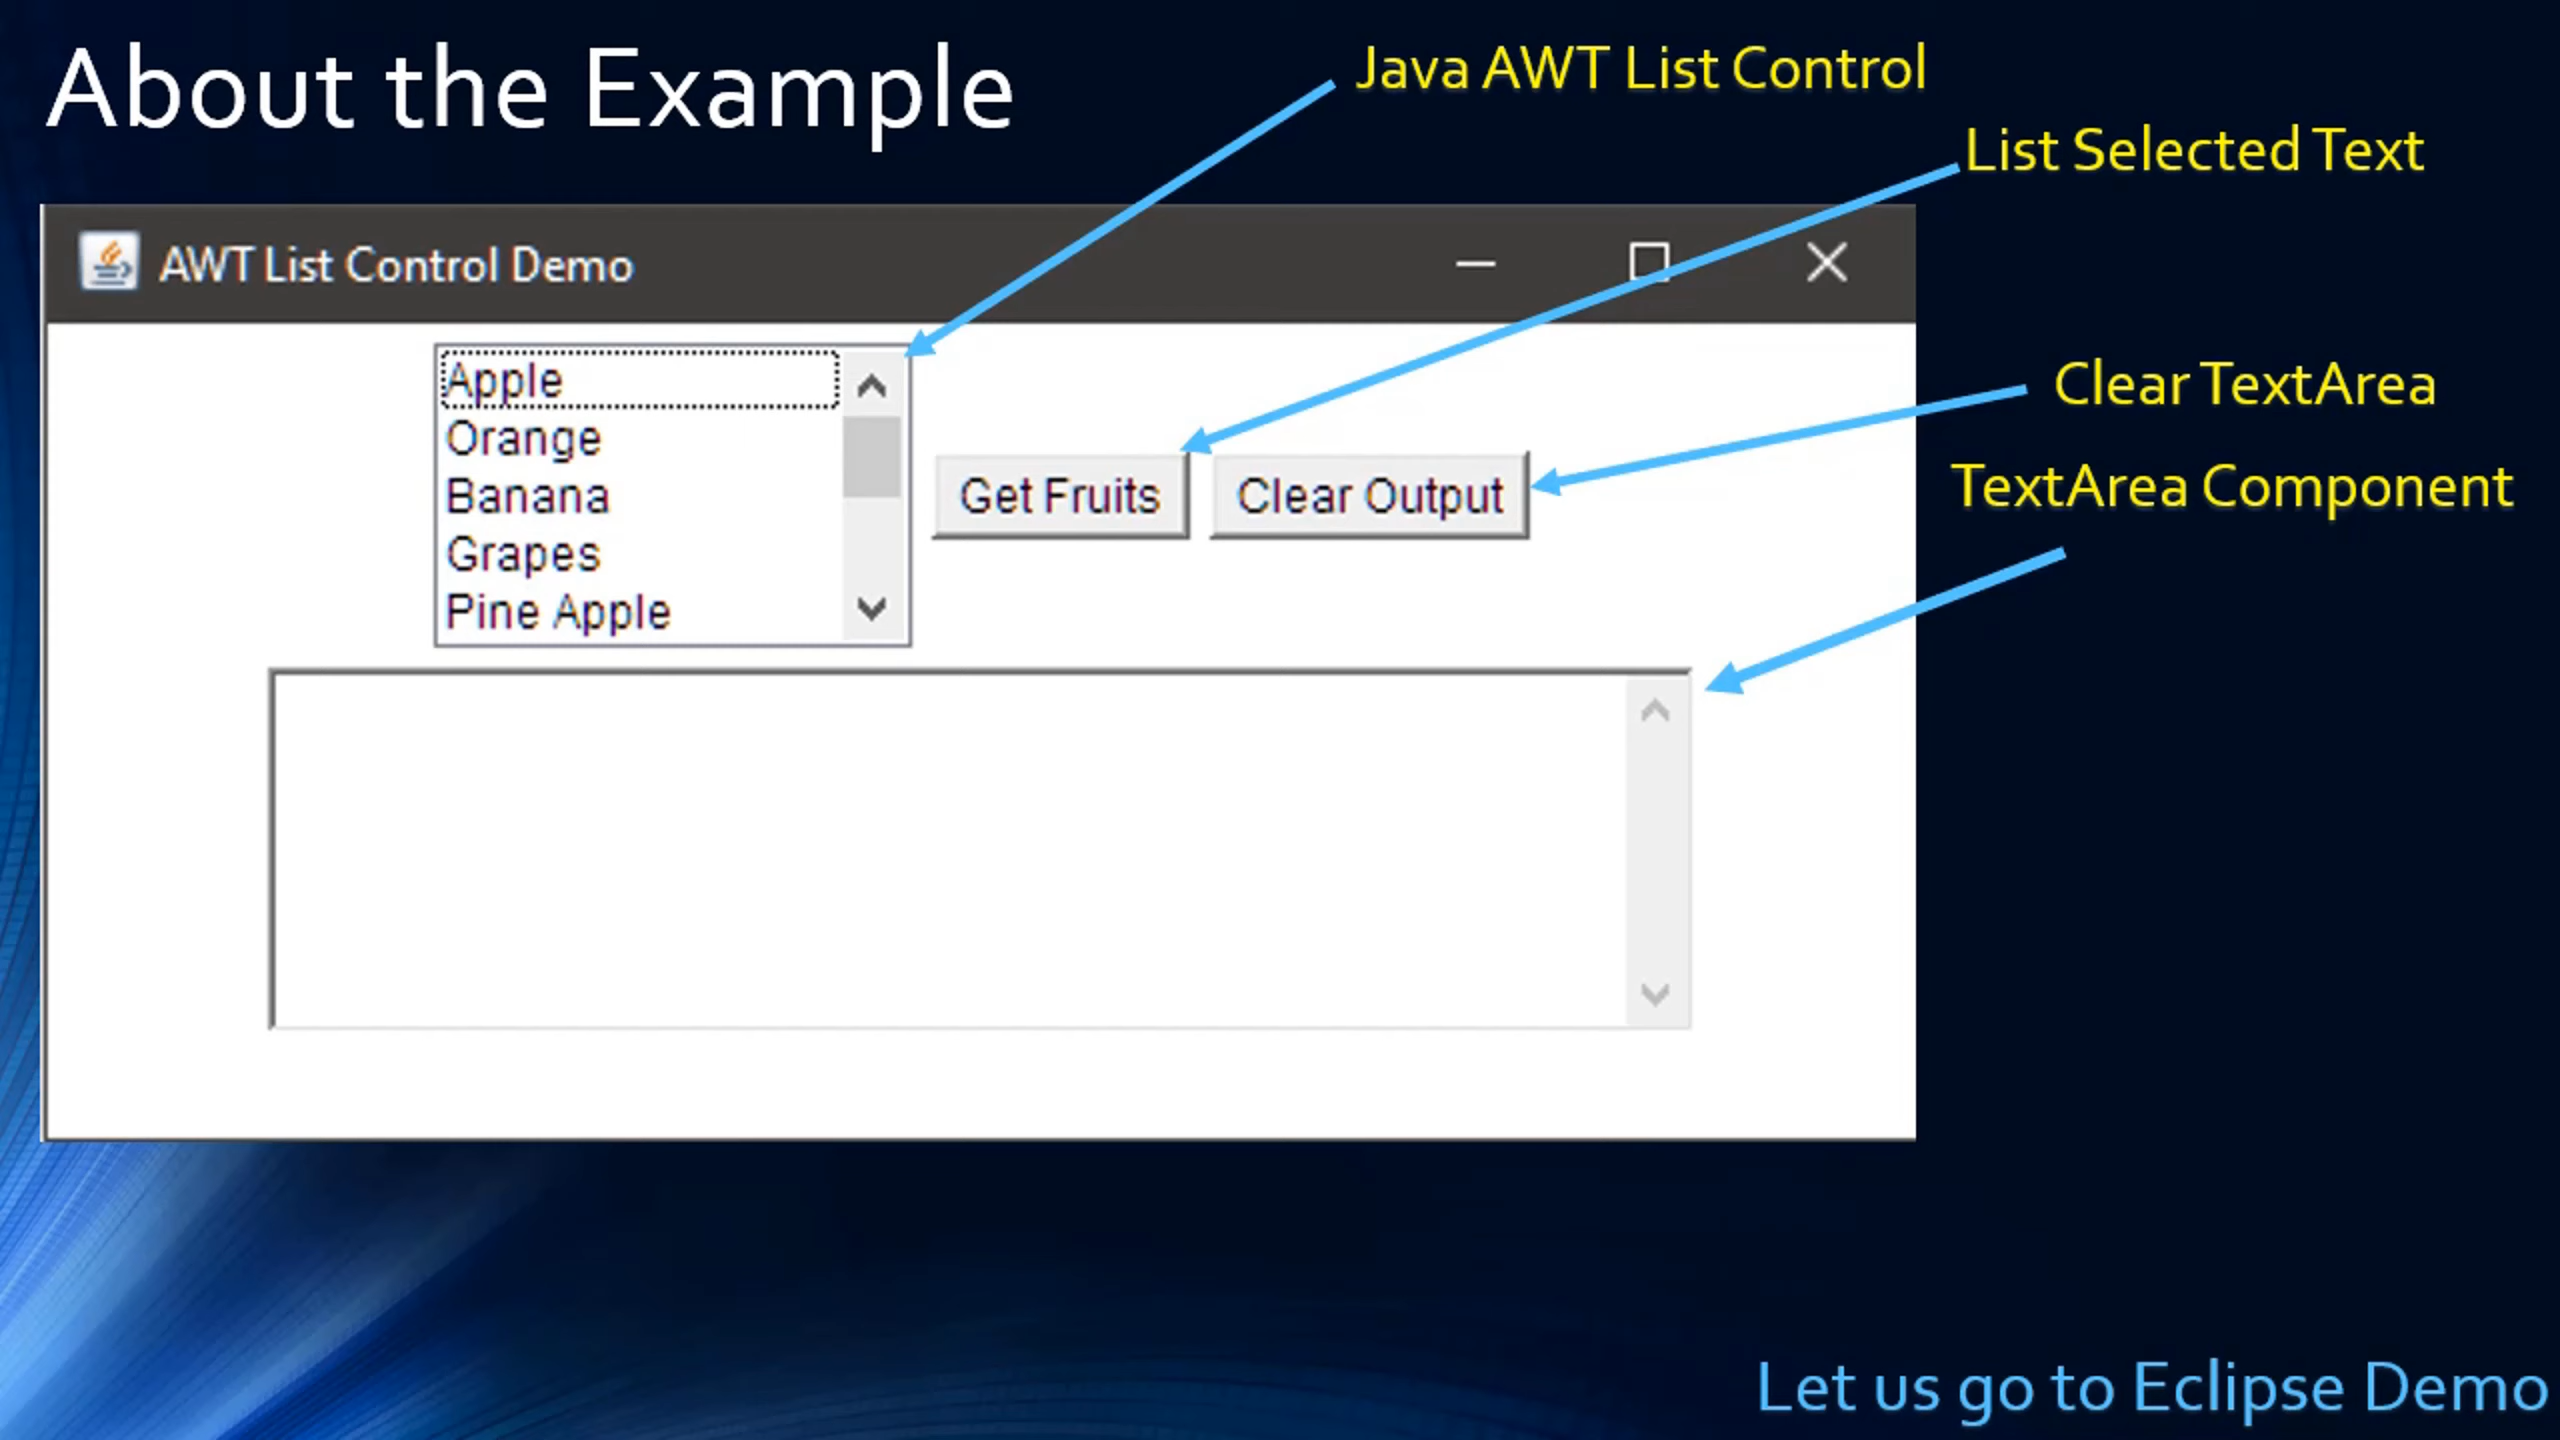 About the Example
Java AWT List Control
List Selected Text
AWT List Control Demo
Clear TextArea
TextArea Component
Apple
Orange
Banana
Grapes
Pine Apple
Get Fruits
Clear Output
Let us go to Eclipse Demo